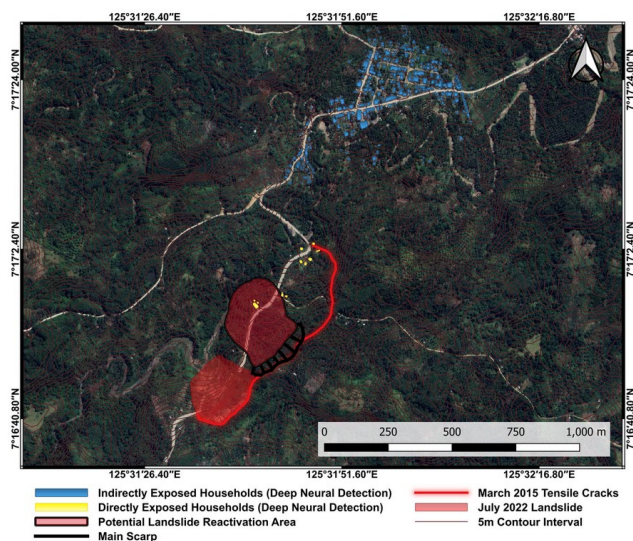 125°31'26.40"E 125°31'51.60"E 125°32'16.80"E
7°17'24.00"N 7°17'24.00"N
7°17'2.40"N 7°17'2.40"N
7°16'40.80"N 7°16'40.80"N
0 250 500 750 1,000 m
125°31'26.40"E 125°31'51.60"E 125°32'16.80"E
Indirectly Exposed Households (Deep Neural Detection)
Directly Exposed Households (Deep Neural Detection)
Potential Landslide Reactivation Area
Main Scarp
March 2015 Tensile Cracks
July 2022 Landslide
5m Contour Interval